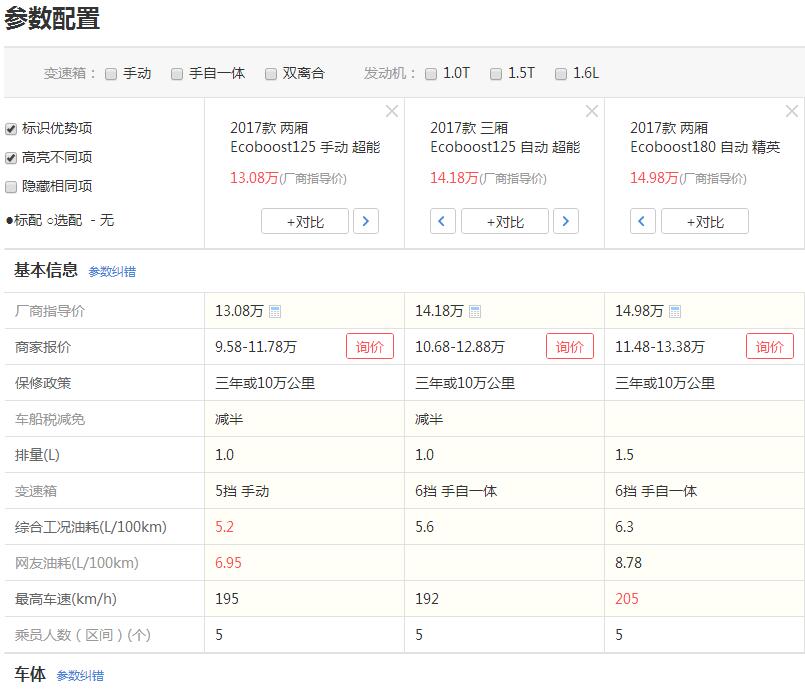 参数配置
变速箱： 手动 手自一体 双离合 发动机： 1.0T 1.5T 1.6L
标识优势项
高亮不同项
隐藏相同项
●标配 ○选配 - 无
2017款 两厢
Ecoboost125 手动 超能
13.08万(厂商指导价)
+对比
2017款 三厢
Ecoboost125 自动 超能
14.18万(厂商指导价)
+对比
2017款 两厢
Ecoboost180 自动 精英
14.98万(厂商指导价)
+对比
基本信息 参数纠错
厂商指导价 13.08万 14.18万 14.98万
商家报价 9.58-11.78万 询价 10.68-12.88万 询价 11.48-13.38万 询价
保修政策 三年或10万公里 三年或10万公里 三年或10万公里
车船税减免 减半 减半
排量(L) 1.0 1.0 1.5
变速箱 5挡 手动 6挡 手自一体 6挡 手自一体
综合工况油耗(L/100km) 5.2 5.6 6.3
网友油耗(L/100km) 6.95 8.78
最高车速(km/h) 195 192 205
乘员人数（区间）(个) 5 5 5
车体 参数纠错